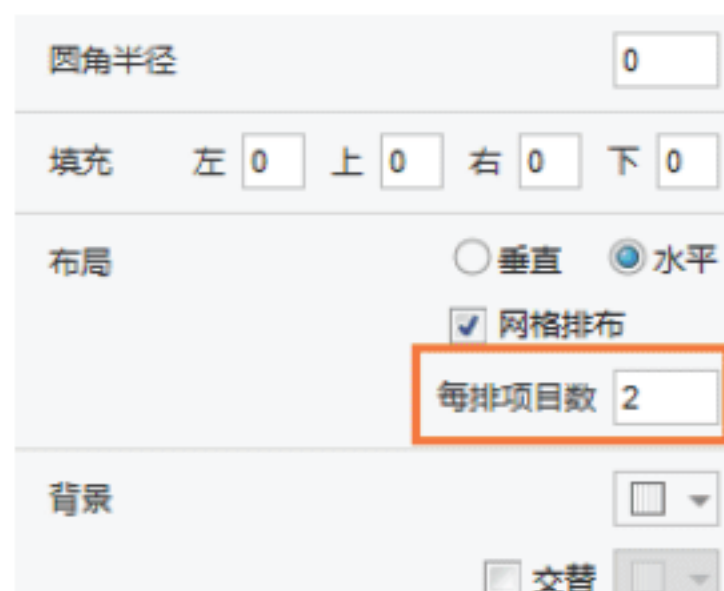 圆角半径 0
填充 左 0 上 0 右 0 下 0
布局 垂直 水平
网格排布
每排项目数 2
背景
交替